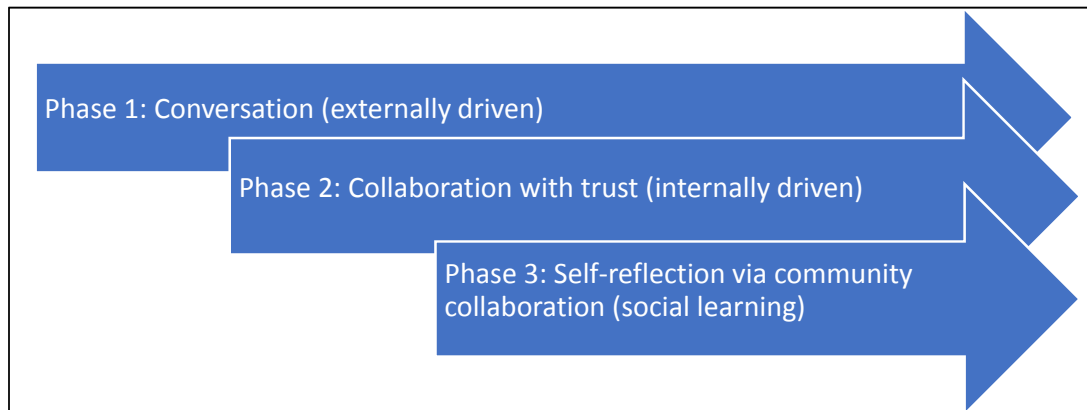 Phase 1: Conversation (externally driven)
Phase 2: Collaboration with trust (internally driven)
Phase 3: Self-reflection via community
collaboration (social learning)